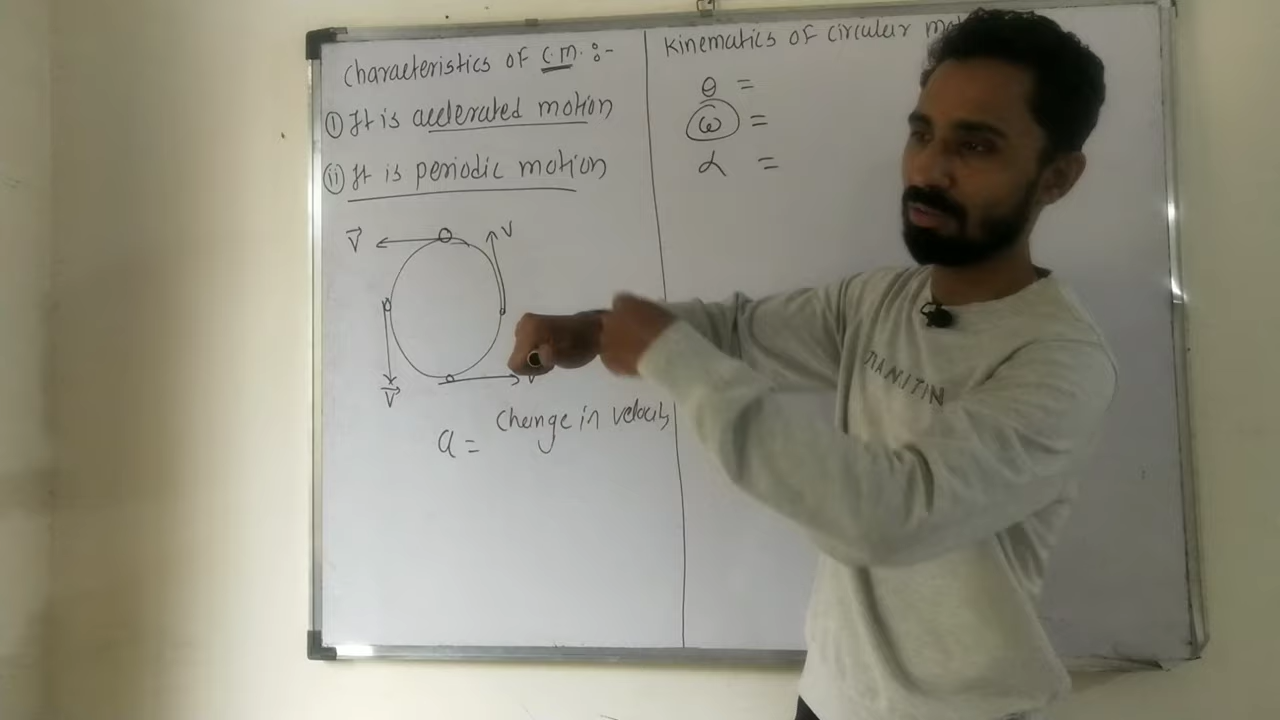 Characteristics of C.M. :-
(i) It is accelerated motion
(ii) It is periodic motion
V
V
V
V
a = Change in velocity
Kinematics of circular
θ =
ω =
α =